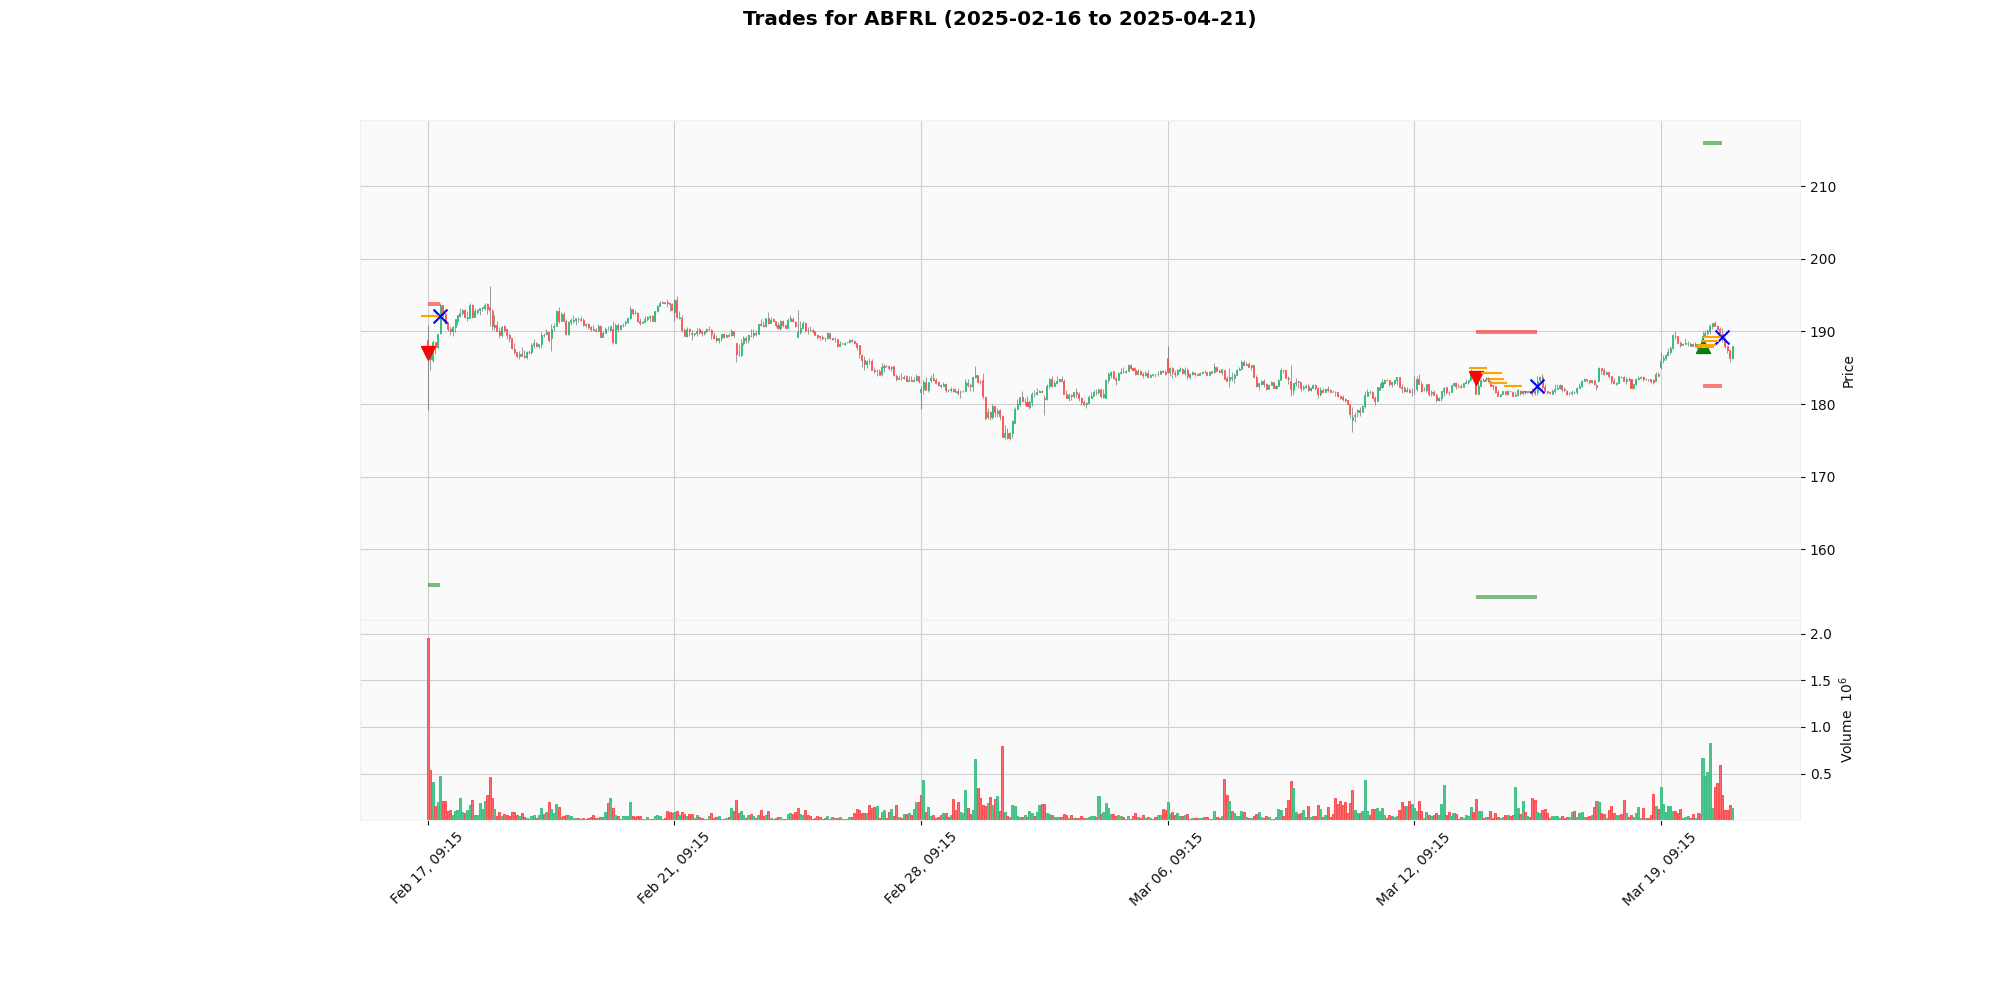 Trades for ABFRL (2025-02-16 to 2025-04-21)
210
200
190
180
170
160
Price
2.0
1.5
1.0
0.5
Volume 10⁶
Feb 17, 09:15
Feb 21, 09:15
Feb 28, 09:15
Mar 06, 09:15
Mar 12, 09:15
Mar 19, 09:15